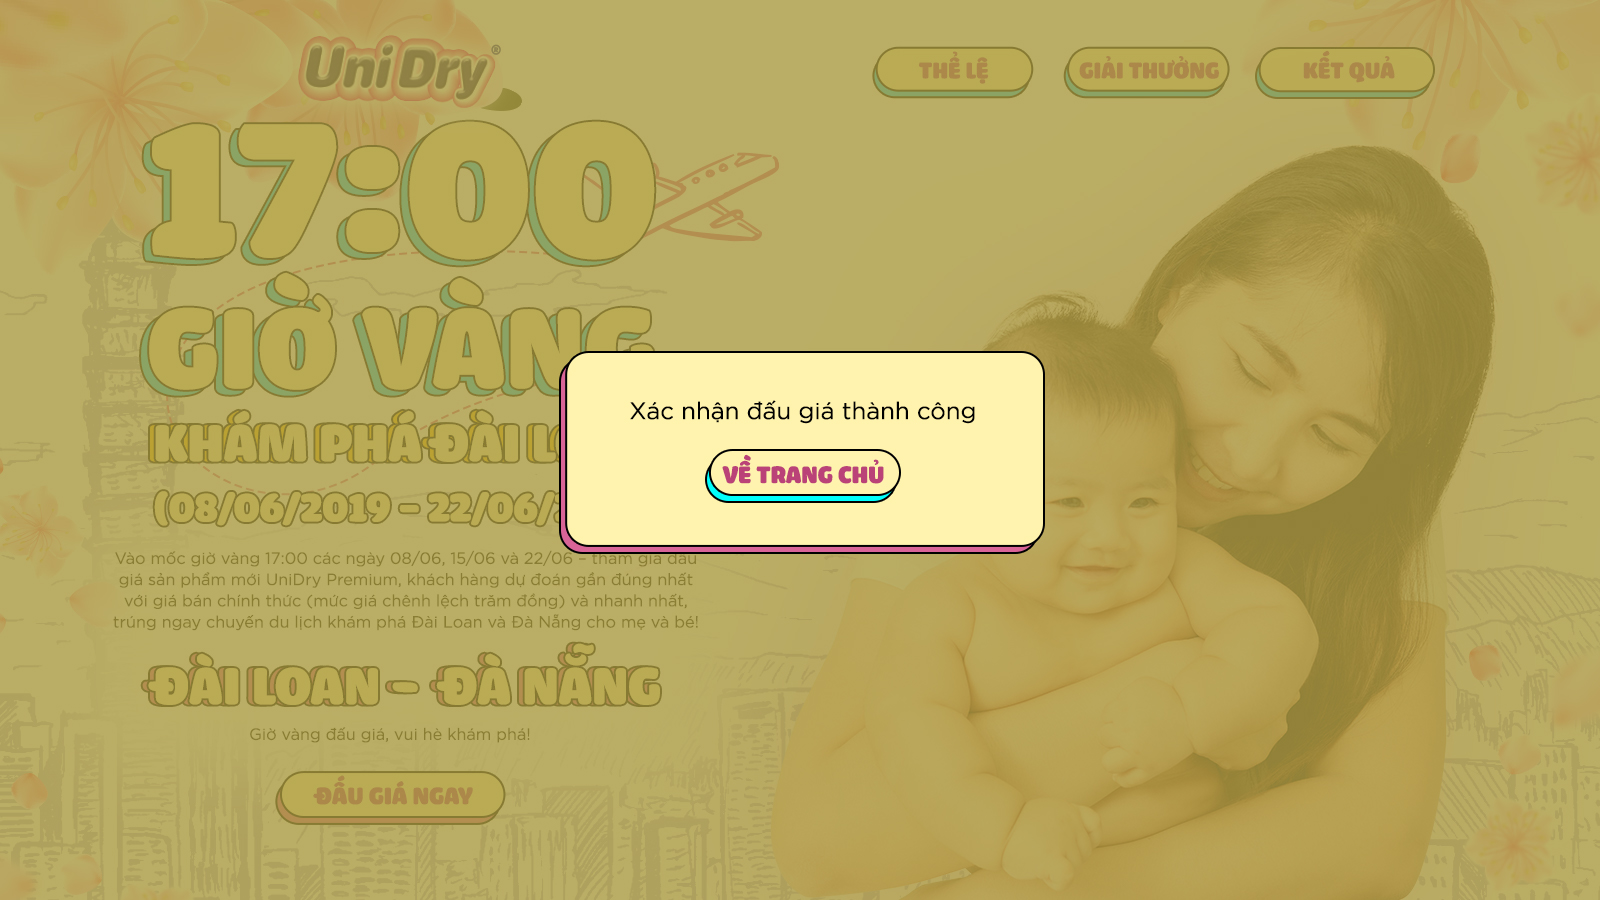 UniDry®
THỂ LỆ
GIẢI THƯỞNG
KẾT QUẢ
17:00
GIỜ VÀNG
KHÁM PHÁ ĐÀI
(08/06/2019 – 22/06/
Vào mốc giờ vàng 17:00 các ngày 08/06, 15/06 và 22/06 – tham gia đấu
giá sản phẩm mới UniDry Premium, khách hàng dự đoán gần đúng nhất
với giá bán chính thức (mức giá chênh lệch trăm đồng) và nhanh nhất,
trúng ngay chuyến du lịch khám phá Đài Loan và Đà Nẵng cho mẹ và bé!
ĐÀI LOAN – ĐÀ NẴNG
Giờ vàng đấu giá, vui hè khám phá!
ĐẤU GIÁ NGAY
Xác nhận đấu giá thành công
VỀ TRANG CHỦ